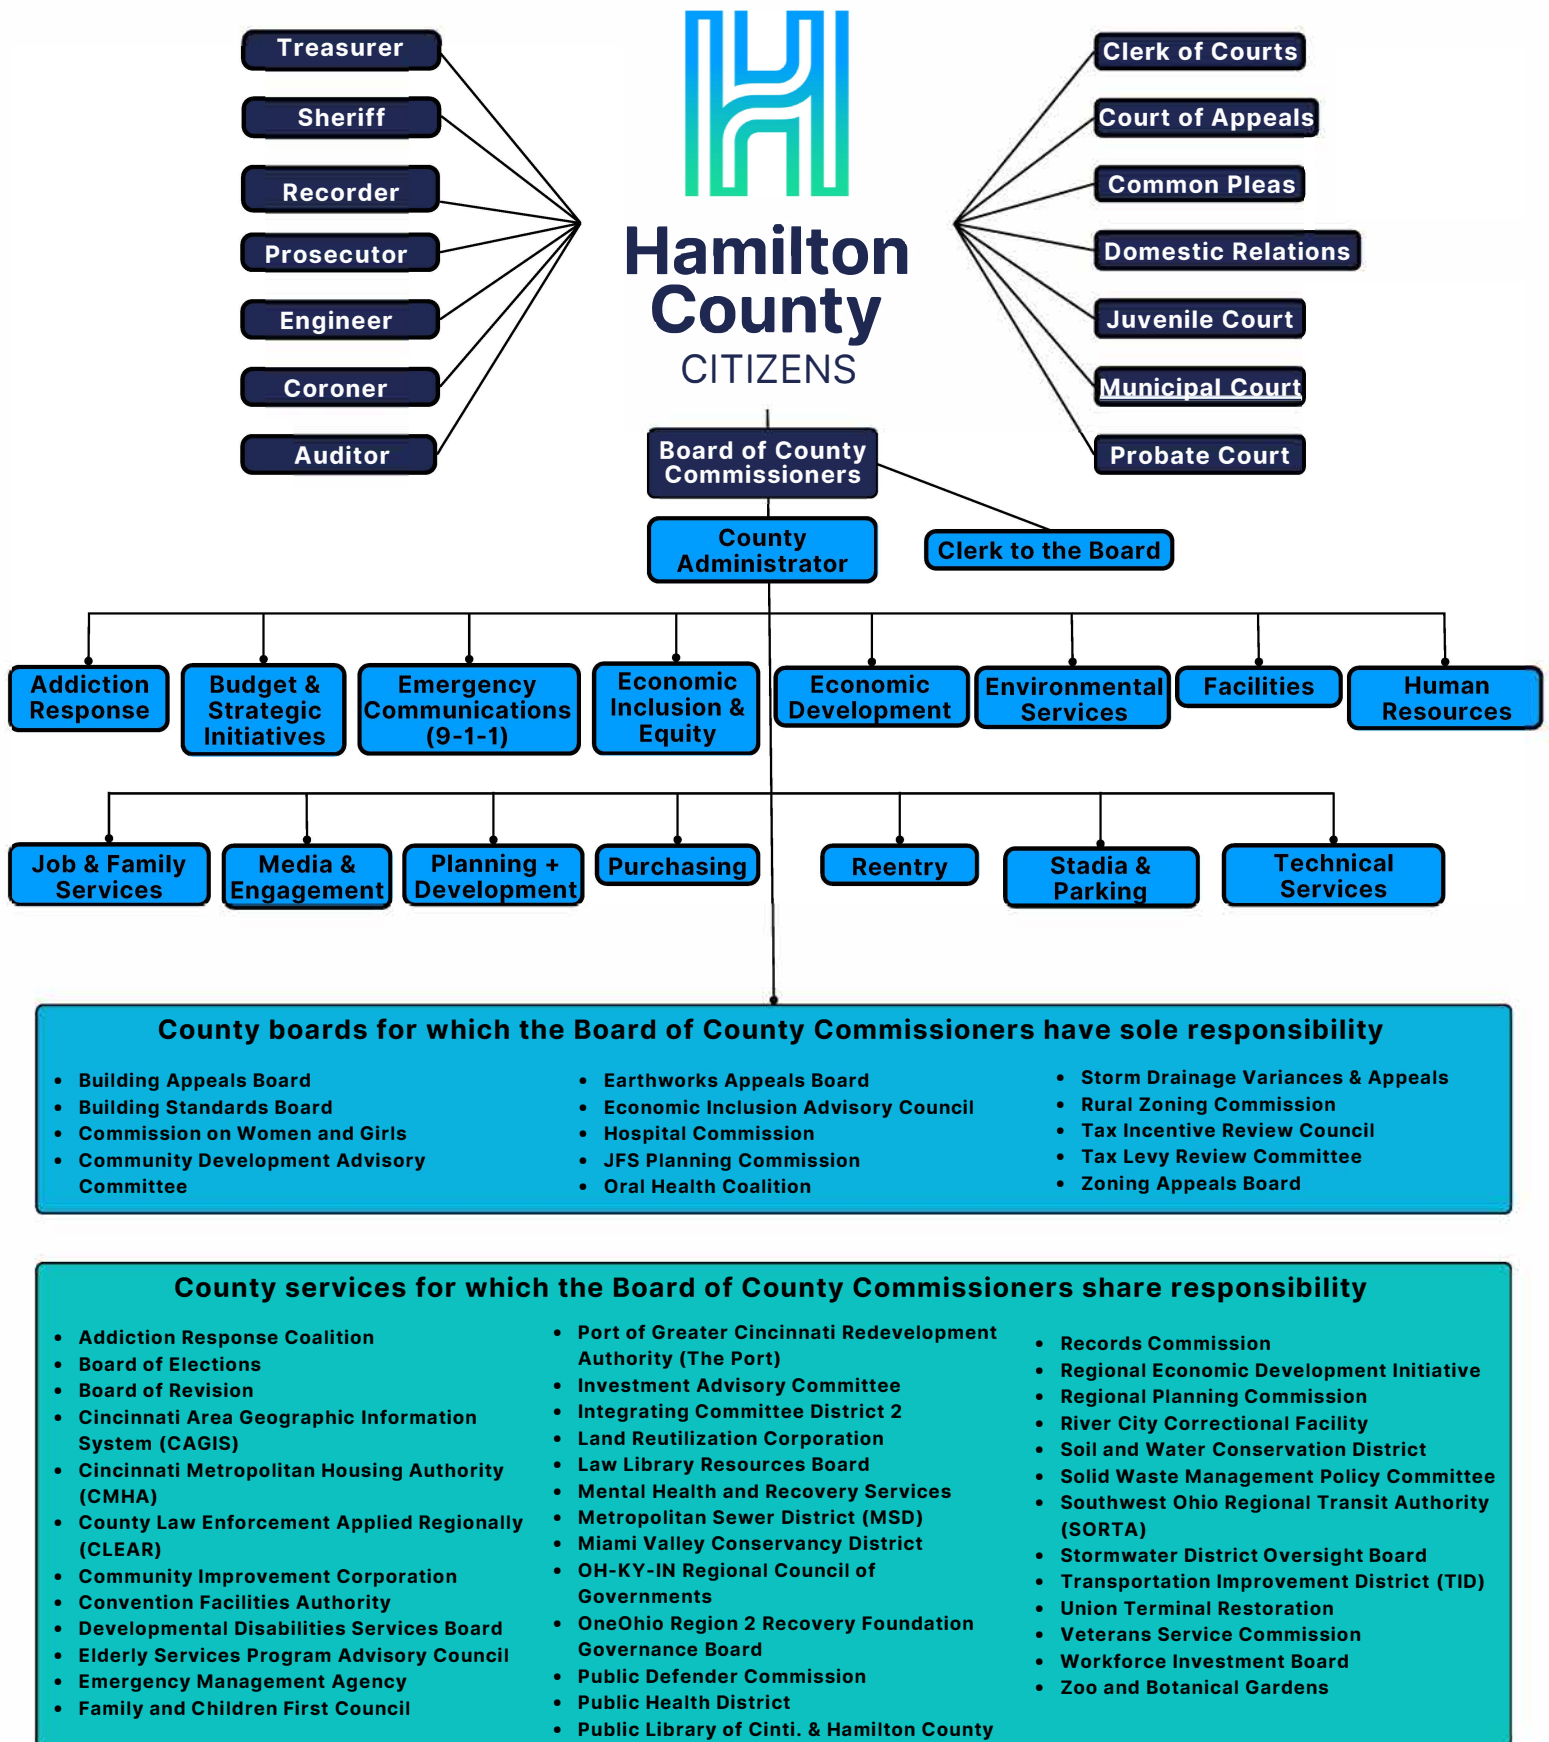 Treasurer
Sheriff
Recorder
Prosecutor
Engineer
Coroner
Auditor
Hamilton
County
CITIZENS
Clerk of Courts
Court of Appeals
Common Pleas
Domestic Relations
Juvenile Court
Municipal Court
Probate Court
Board of County
Commissioners
County
Administrator
Clerk to the Board
Addiction
Response
Budget &
Strategic
Initiatives
Emergency
Communications
(9-1-1)
Economic
Inclusion &
Equity
Economic
Development
Environmental
Services
Facilities
Human
Resources
Job & Family
Services
Media &
Engagement
Planning +
Development
Purchasing
Reentry
Stadia &
Parking
Technical
Services
County boards for which the Board of County Commissioners have sole responsibility
• Building Appeals Board
• Building Standards Board
• Commission on Women and Girls
• Community Development Advisory
Committee
• Earthworks Appeals Board
• Economic Inclusion Advisory Council
• Hospital Commission
• JFS Planning Commission
• Oral Health Coalition
• Storm Drainage Variances & Appeals
• Rural Zoning Commission
• Tax Incentive Review Council
• Tax Levy Review Committee
• Zoning Appeals Board
County services for which the Board of County Commissioners share responsibility
• Addiction Response Coalition
• Board of Elections
• Board of Revision
• Cincinnati Area Geographic Information
System (CAGIS)
• Cincinnati Metropolitan Housing Authority
(CMHA)
• County Law Enforcement Applied Regionally
(CLEAR)
• Community Improvement Corporation
• Convention Facilities Authority
• Developmental Disabilities Services Board
• Elderly Services Program Advisory Council
• Emergency Management Agency
• Family and Children First Council
• Port of Greater Cincinnati Redevelopment
Authority (The Port)
• Investment Advisory Committee
• Integrating Committee District 2
• Land Reutilization Corporation
• Law Library Resources Board
• Mental Health and Recovery Services
• Metropolitan Sewer District (MSD)
• Miami Valley Conservancy District
• OH-KY-IN Regional Council of
Governments
• OneOhio Region 2 Recovery Foundation
Governance Board
• Public Defender Commission
• Public Health District
• Public Library of Cinti. & Hamilton County
• Records Commission
• Regional Economic Development Initiative
• Regional Planning Commission
• River City Correctional Facility
• Soil and Water Conservation District
• Solid Waste Management Policy Committee
• Southwest Ohio Regional Transit Authority
(SORTA)
• Stormwater District Oversight Board
• Transportation Improvement District (TID)
• Union Terminal Restoration
• Veterans Service Commission
• Workforce Investment Board
• Zoo and Botanical Gardens